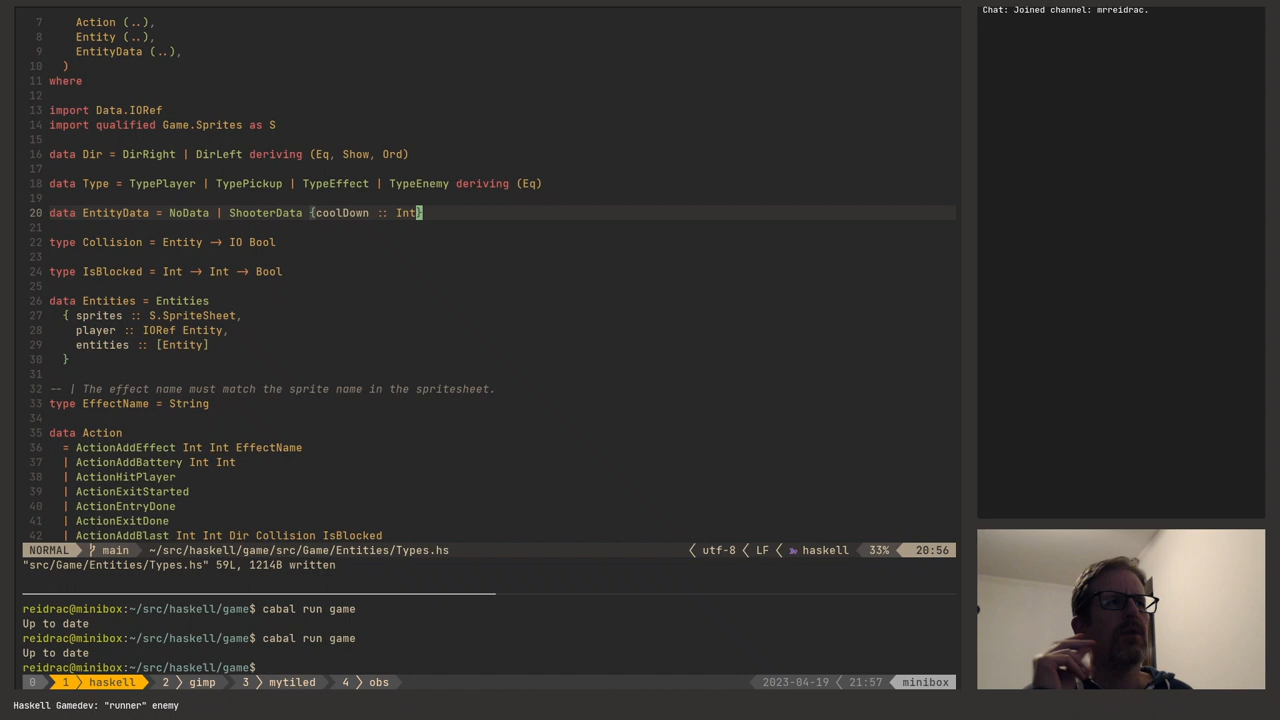 7 Action (..),
8 Entity (..),
9 EntityData (..),
10 )
11 where
12
13 import Data.IORef
14 import qualified Game.Sprites as S
15
16 data Dir = DirRight | DirLeft deriving (Eq, Show, Ord)
17
18 data Type = TypePlayer | TypePickup | TypeEffect | TypeEnemy deriving (Eq)
19
20 data EntityData = NoData | ShooterData {coolDown :: Int}
21
22 type Collision = Entity → IO Bool
23
24 type IsBlocked = Int → Int → Bool
25
26 data Entities = Entities
27 { sprites :: S.SpriteSheet,
28 player :: IORef Entity,
29 entities :: [Entity]
30 }
31
32 -- | The effect name must match the sprite name in the spritesheet.
33 type EffectName = String
34
35 data Action
36 = ActionAddEffect Int Int EffectName
37 | ActionAddBattery Int Int
38 | ActionHitPlayer
39 | ActionExitStarted
40 | ActionEntryDone
41 | ActionExitDone
42 | ActionAddBlast Int Int Dir Collision IsBlocked
NORMAL main ~/src/haskell/game/src/Game/Entities/Types.hs utf-8 LF haskell 33% 20:56
"src/Game/Entities/Types.hs" 59L, 1214B written
reidrac@minibox:~/src/haskell/game$ cabal run game
Up to date
reidrac@minibox:~/src/haskell/game$ cabal run game
Up to date
reidrac@minibox:~/src/haskell/game$
0 1 haskell 2 gimp 3 mytiled 4 obs 2023-04-19 21:57 minibox
Haskell Gamedev: "runner" enemy
Chat: Joined channel: mrreidrac.